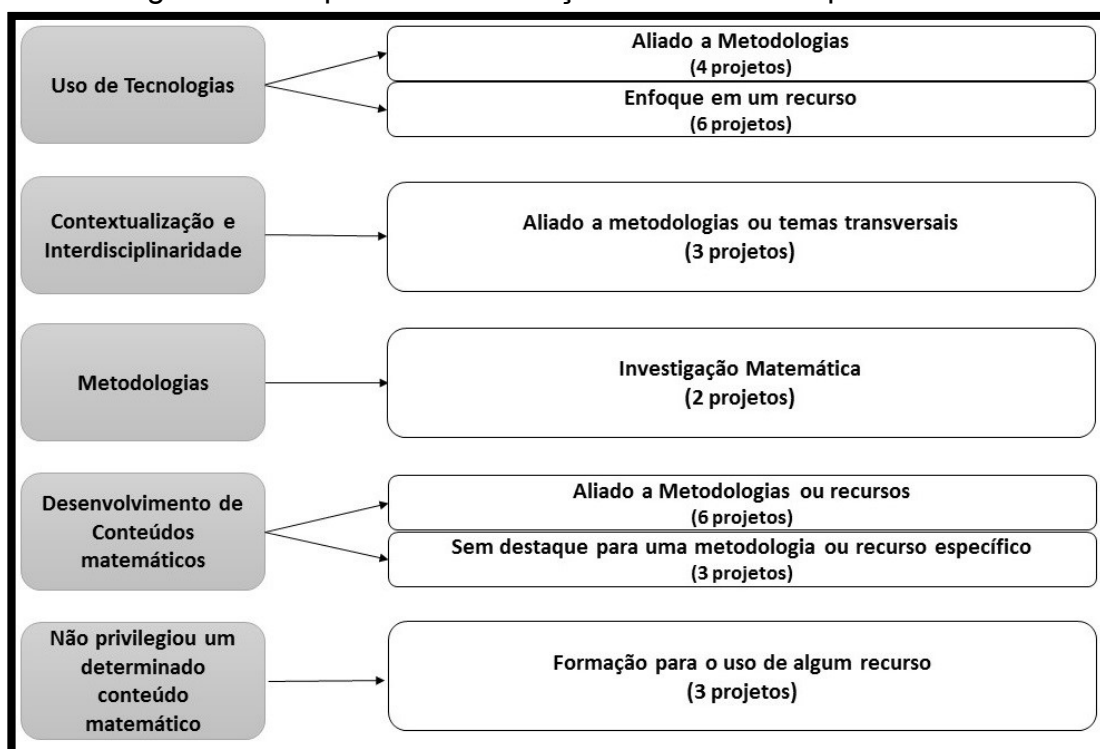 Uso de Tecnologias
Aliado a Metodologias
(4 projetos)
Enfoque em um recurso
(6 projetos)
Contextualização e
Interdisciplinaridade
Aliado a metodologias ou temas transversais
(3 projetos)
Metodologias
Investigação Matemática
(2 projetos)
Desenvolvimento de
Conteúdos
matemáticos
Aliado a Metodologias ou recursos
(6 projetos)
Sem destaque para uma metodologia ou recurso específico
(3 projetos)
Não privilegiou um
determinado
conteúdo
matemático
Formação para o uso de algum recurso
(3 projetos)